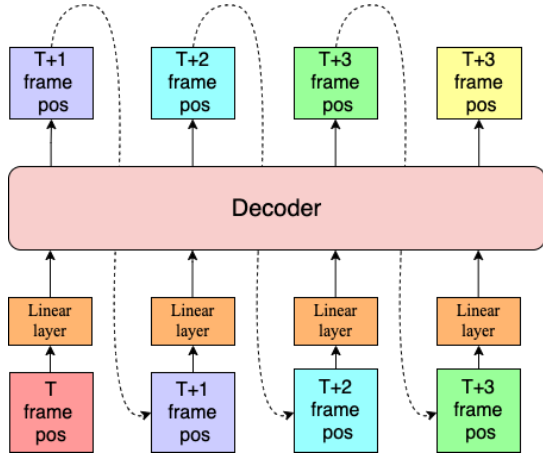 T+1
frame
pos
T+2
frame
pos
T+3
frame
pos
T+3
frame
pos
Decoder
Linear
layer
Linear
layer
Linear
layer
Linear
layer
T
frame
pos
T+1
frame
pos
T+2
frame
pos
T+3
frame
pos